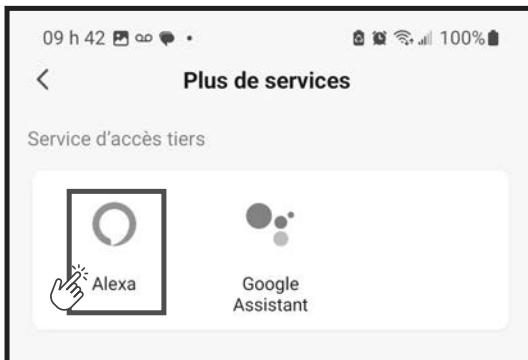 09 h 42 100%
Plus de services
Service d'accès tiers
Alexa
Google
Assistant